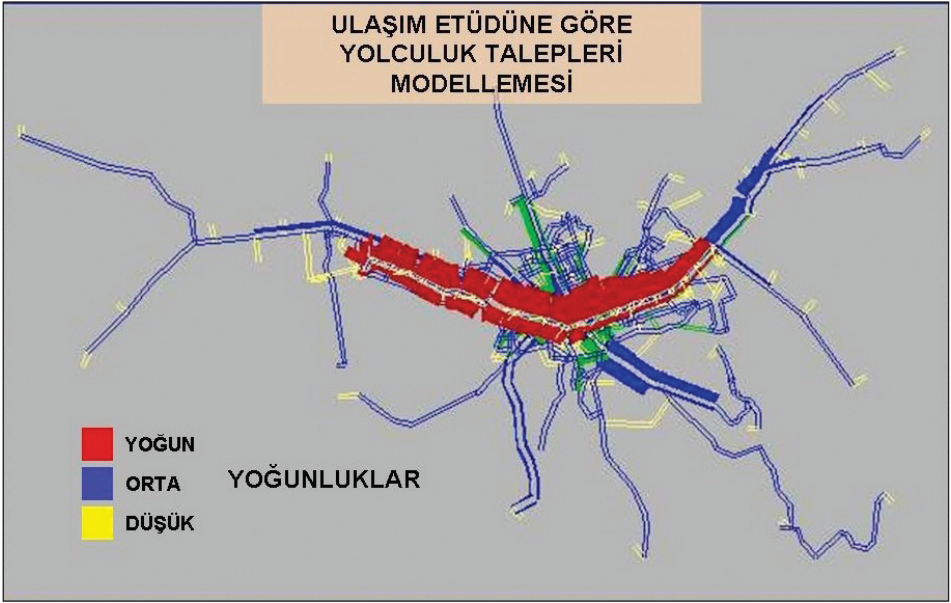 ULAŞIM ETÜDÜNE GÖRE
YOLCULUK TALEPLERİ
MODELLEMESİ
YOĞUN
ORTA
YOĞUNLUKLAR
DÜŞÜK